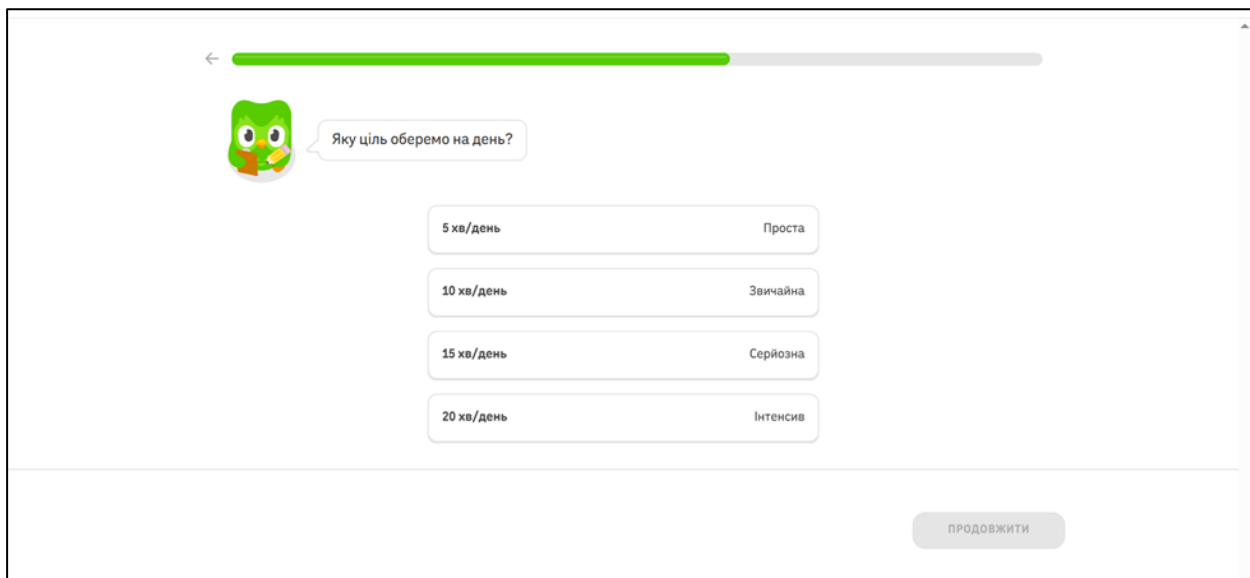 Яку ціль оберемо на день?
5 хв/день Проста
10 хв/день Звичайна
15 хв/день Серйозна
20 хв/день Інтенсив
ПРОДОВЖИТИ